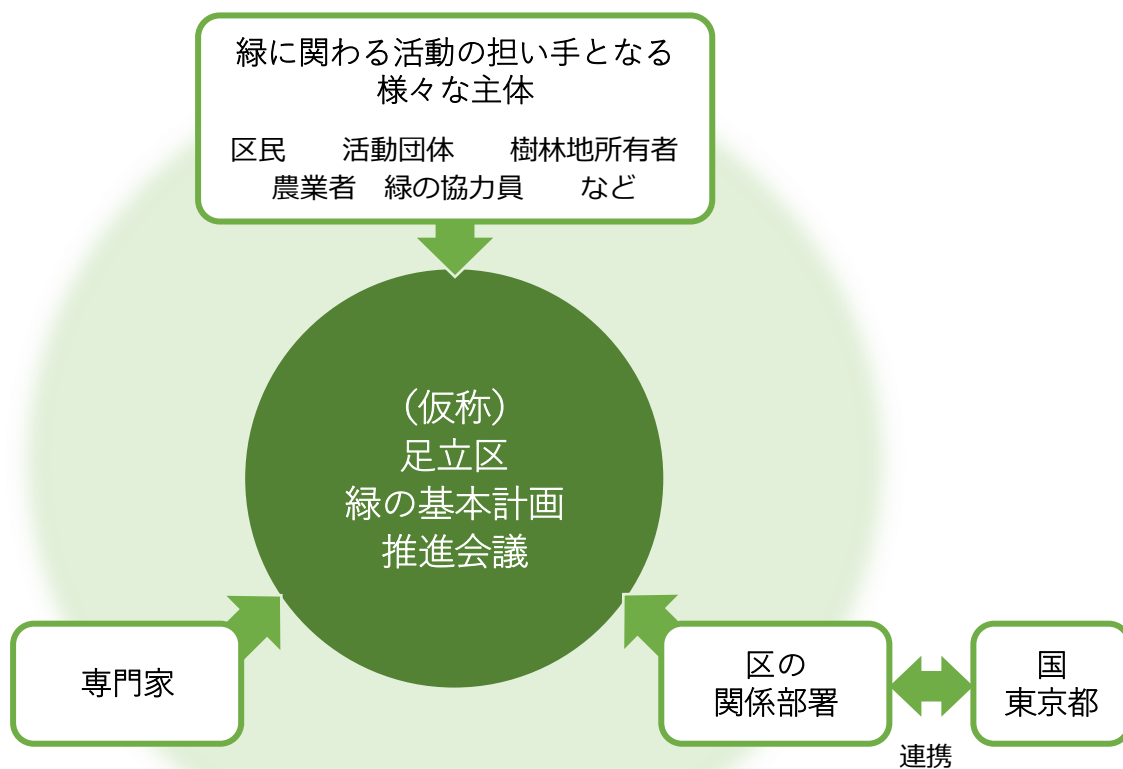 緑に関わる活動の担い手となる
様々な主体
区民　　活動団体　　樹林地所有者
農業者　緑の協力員　　など
（仮称）
足立区
緑の基本計画
推進会議
専門家
区の
関係部署
国
東京都
連携